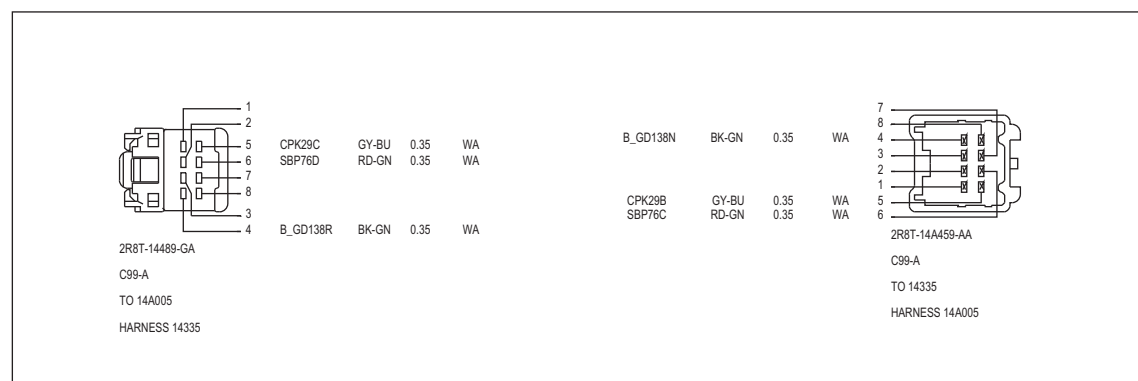 1
2
5 CPK29C GY-BU 0.35 WA
6 SBP76D RD-GN 0.35 WA
7
8
3
4 B_GD138R BK-GN 0.35 WA
2R8T-14489-GA
C99-A
TO 14A005
HARNESS 14335
7
8
B_GD138N BK-GN 0.35 WA 4
3
2
1
CPK29B GY-BU 0.35 WA 5
SBP76C RD-GN 0.35 WA 6
2R8T-14A459-AA
C99-A
TO 14335
HARNESS 14A005